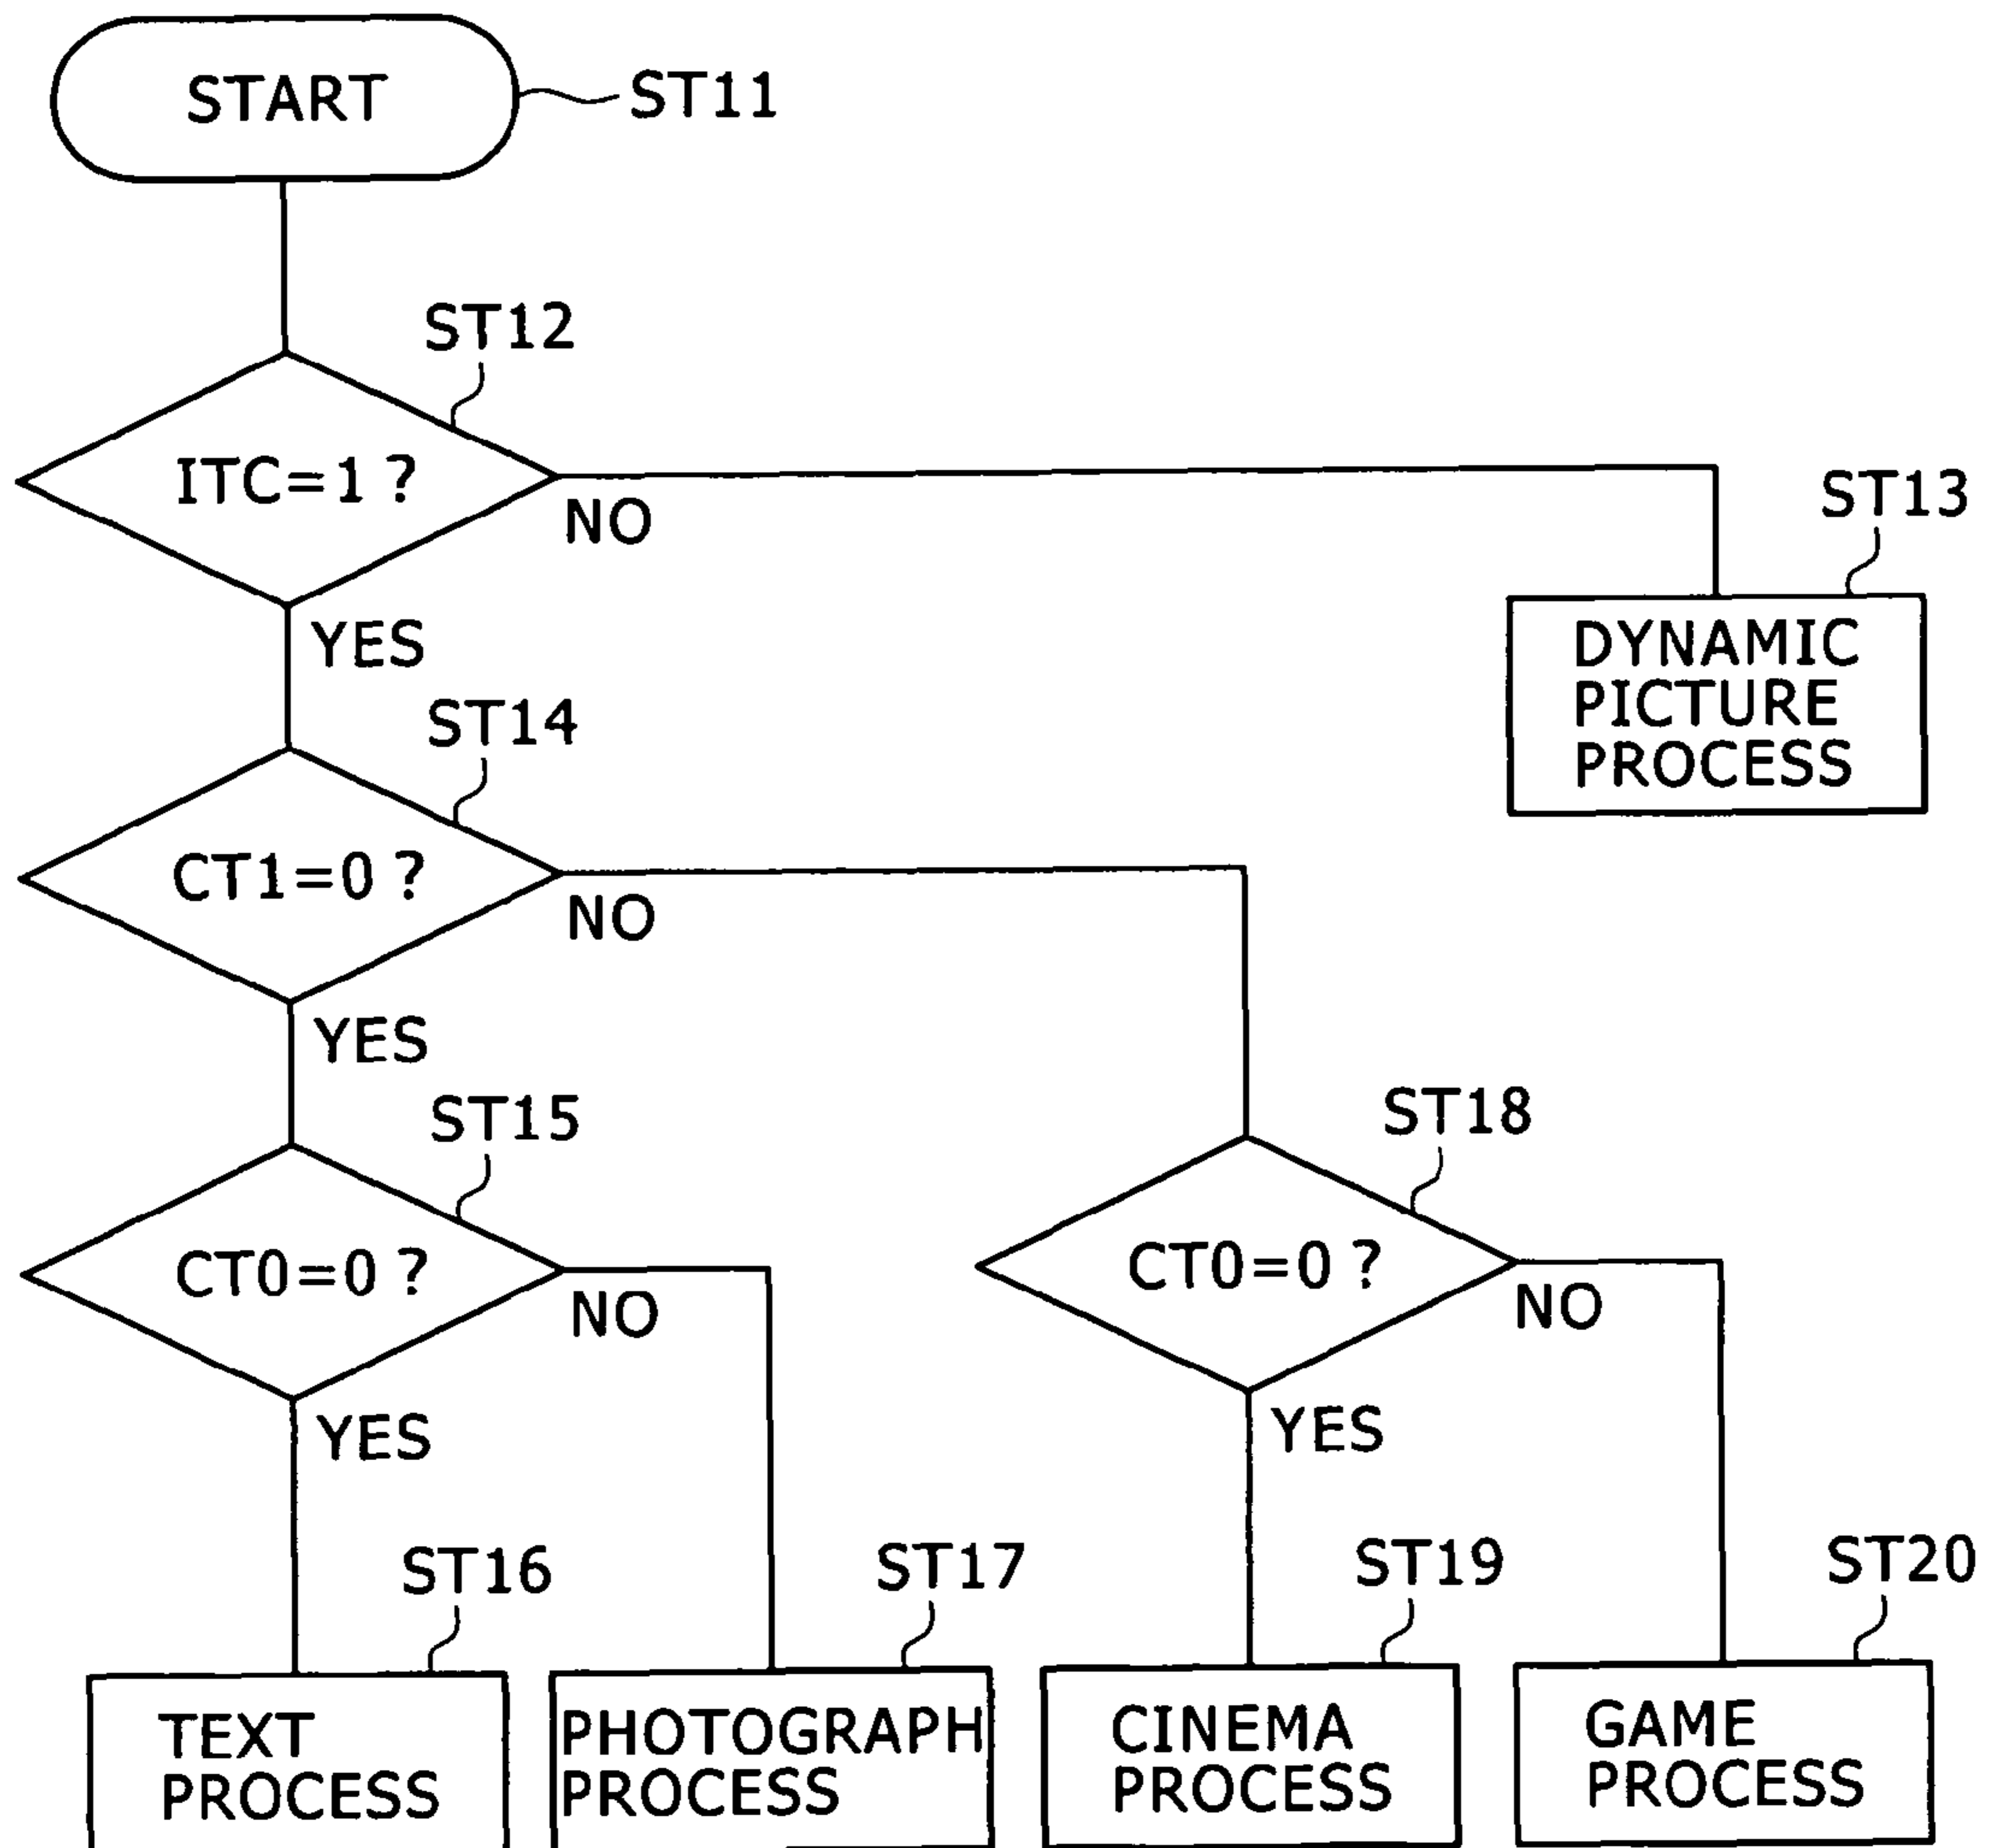 START
ST11
ST12
ITC=1 ?
NO
YES
ST13
DYNAMIC
PICTURE
PROCESS
ST14
CT1=0 ?
NO
YES
ST15
CT0=0 ?
NO
YES
ST18
CT0=0 ?
NO
YES
ST16
TEXT
PROCESS
ST17
PHOTOGRAPH
PROCESS
ST19
CINEMA
PROCESS
ST20
GAME
PROCESS